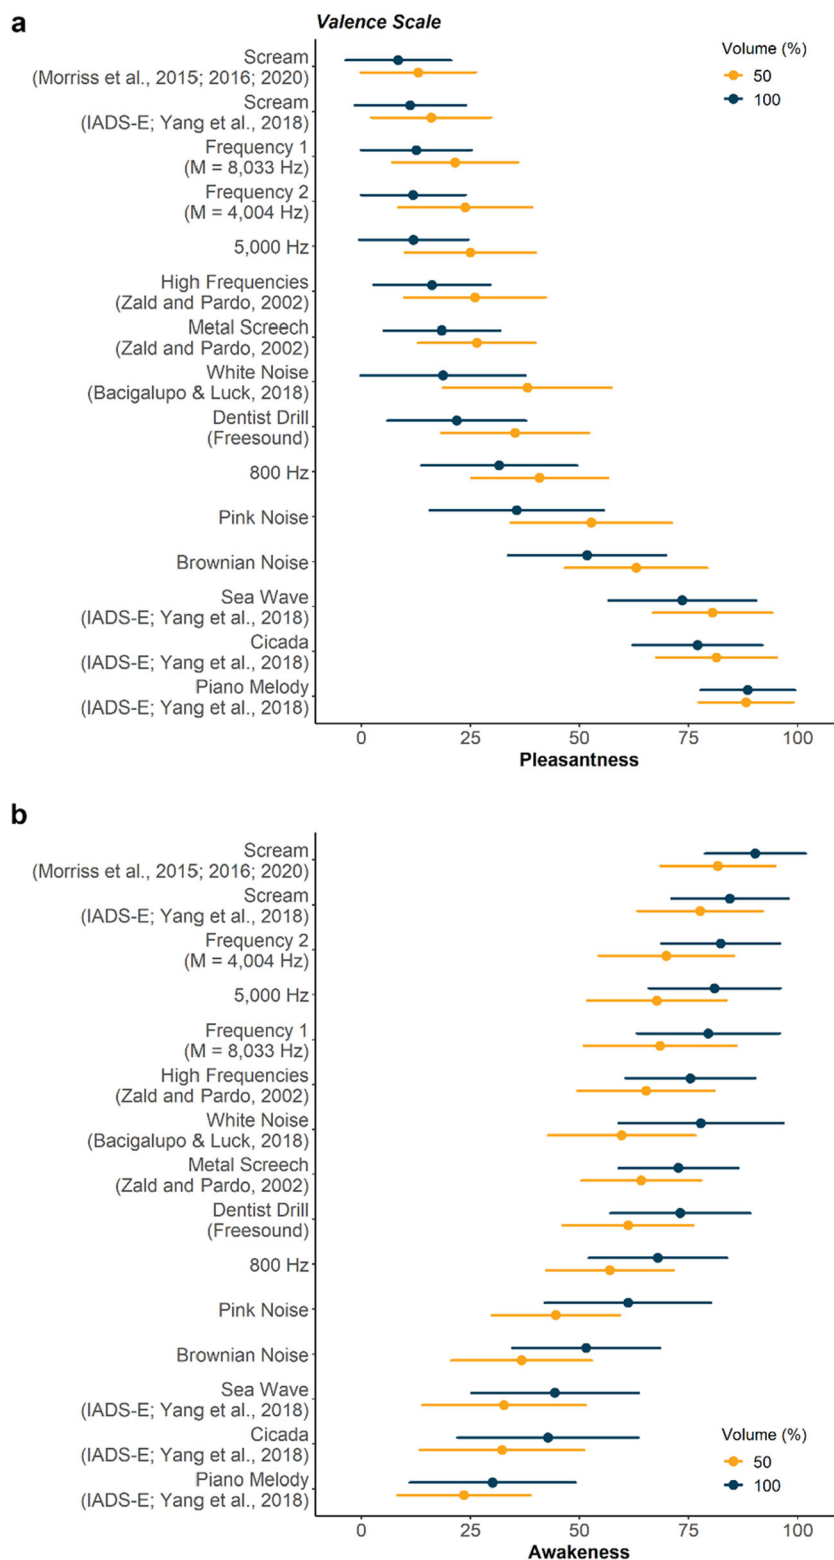 a
Valence Scale
Scream
(Morriss et al., 2015; 2016; 2020)
Scream
(IADS-E; Yang et al., 2018)
Frequency 1
(M = 8,033 Hz)
Frequency 2
(M = 4,004 Hz)
5,000 Hz
High Frequencies
(Zald and Pardo, 2002)
Metal Screech
(Zald and Pardo, 2002)
White Noise
(Bacigalupo & Luck, 2018)
Dentist Drill
(Freesound)
800 Hz
Pink Noise
Brownian Noise
Sea Wave
(IADS-E; Yang et al., 2018)
Cicada
(IADS-E; Yang et al., 2018)
Piano Melody
(IADS-E; Yang et al., 2018)
Volume (%)
50
100
0 25 50 75 100
Pleasantness
b
Scream
(Morriss et al., 2015; 2016; 2020)
Scream
(IADS-E; Yang et al., 2018)
Frequency 2
(M = 4,004 Hz)
5,000 Hz
Frequency 1
(M = 8,033 Hz)
High Frequencies
(Zald and Pardo, 2002)
White Noise
(Bacigalupo & Luck, 2018)
Metal Screech
(Zald and Pardo, 2002)
Dentist Drill
(Freesound)
800 Hz
Pink Noise
Brownian Noise
Sea Wave
(IADS-E; Yang et al., 2018)
Cicada
(IADS-E; Yang et al., 2018)
Piano Melody
(IADS-E; Yang et al., 2018)
Volume (%)
50
100
0 25 50 75 100
Awakeness